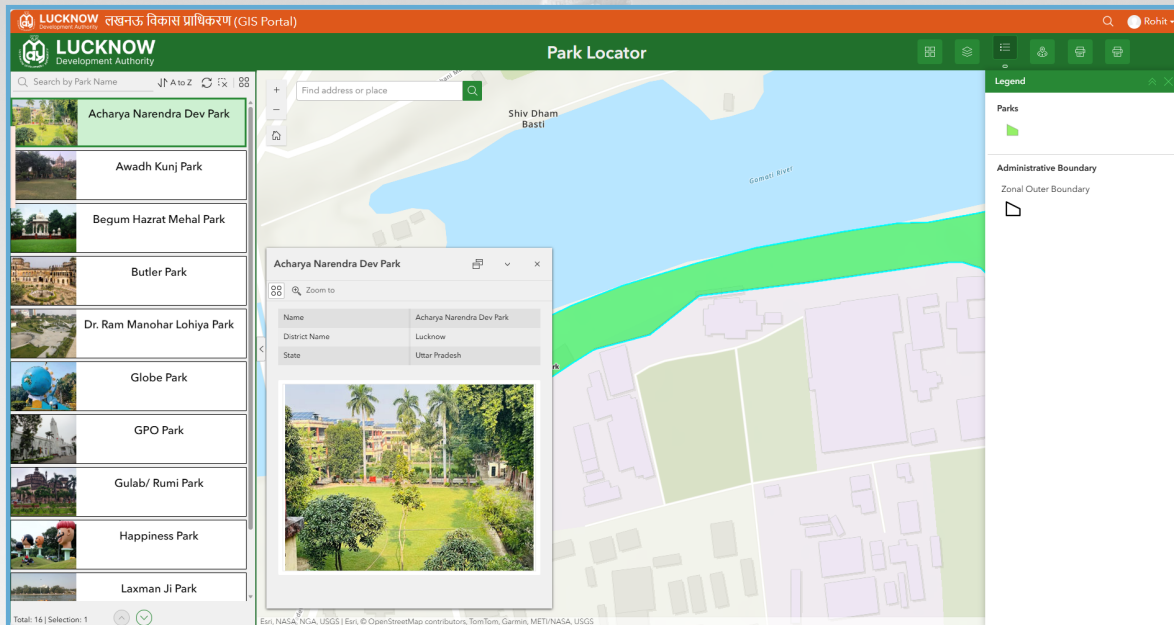 LUCKNOW
Development Authority
लखनऊ विकास प्राधिकरण (GIS Portal)
Rohit
LUCKNOW
Development Authority
Park Locator
Search by Park Name
A to Z
Find address or place
Legend
Parks
Administrative Boundary
Zonal Outer Boundary
Acharya Narendra Dev Park
Awadh Kunj Park
Begum Hazrat Mehal Park
Butler Park
Dr. Ram Manohar Lohiya Park
Globe Park
GPO Park
Gulab/ Rumi Park
Happiness Park
Laxman Ji Park
Total: 16 | Selection: 1
Shiv Dham
Basti
Gomati River
Acharya Narendra Dev Park
Zoom to
Name Acharya Narendra Dev Park
District Name Lucknow
State Uttar Pradesh
Esri, NASA, NGA, USGS | Esri, © OpenStreetMap contributors, TomTom, Garmin, METI/NASA, USGS